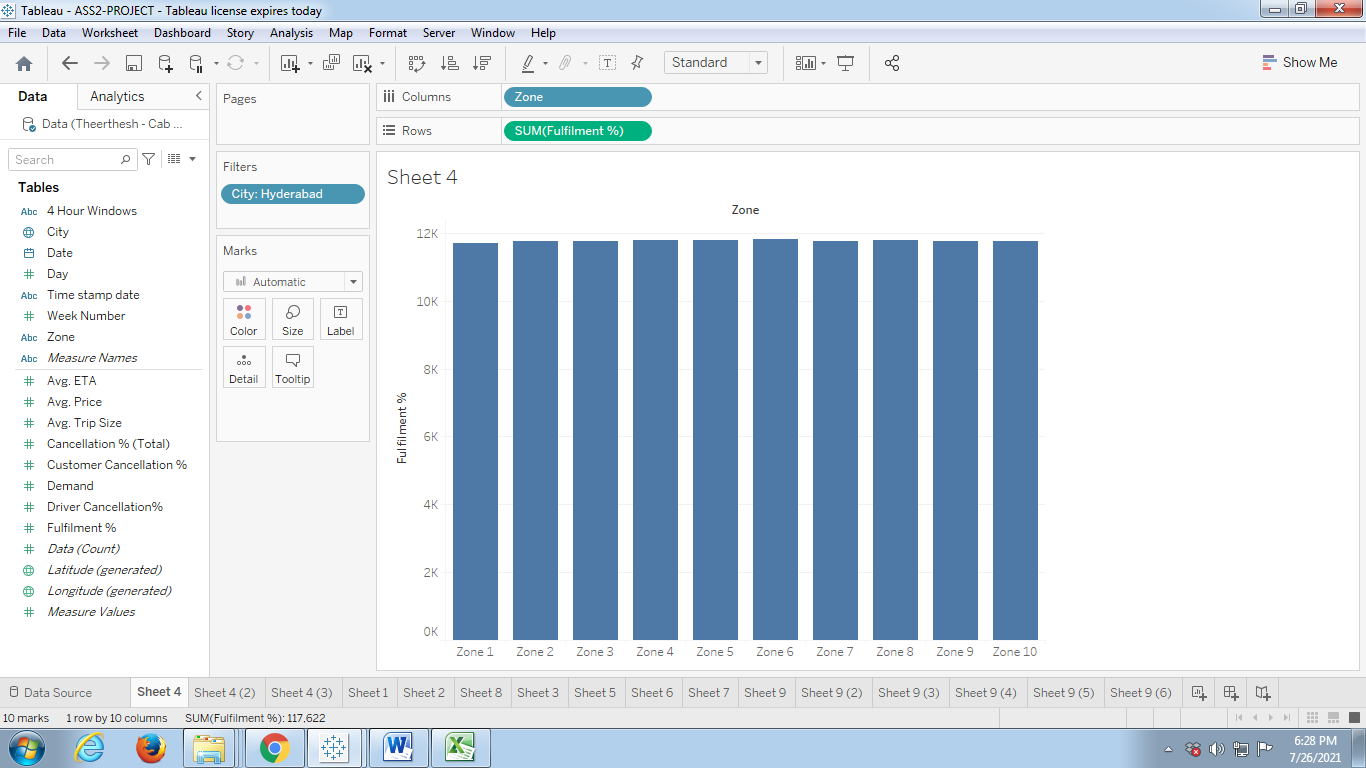 Tableau - ASS2-PROJECT - Tableau license expires today
File Data Worksheet Dashboard Story Analysis Map Format Server Window Help
Standard
Show Me
Data Analytics
Data (Theerthesh - Cab ...
Search
Tables
Abc 4 Hour Windows
City
Date
# Day
Abc Time stamp date
# Week Number
Abc Zone
Abc Measure Names
# Avg. ETA
# Avg. Price
# Avg. Trip Size
# Cancellation % (Total)
# Customer Cancellation %
# Demand
# Driver Cancellation%
# Fulfilment %
# Data (Count)
Latitude (generated)
Longitude (generated)
# Measure Values
Pages
Filters
City: Hyderabad
Marks
Automatic
Color Size Label
Detail Tooltip
Columns Zone
Rows SUM(Fulfilment %)
Sheet 4
Zone
12K
10K
8K
6K
4K
2K
0K
Fulfilment %
Zone 1 Zone 2 Zone 3 Zone 4 Zone 5 Zone 6 Zone 7 Zone 8 Zone 9 Zone 10
Data Source Sheet 4 Sheet 4 (2) Sheet 4 (3) Sheet 1 Sheet 2 Sheet 8 Sheet 3 Sheet 5 Sheet 6 Sheet 7 Sheet 9 Sheet 9 (2) Sheet 9 (3) Sheet 9 (4) Sheet 9 (5) Sheet 9 (6)
10 marks 1 row by 10 columns SUM(Fulfilment %): 117,622
6:28 PM
7/26/2021